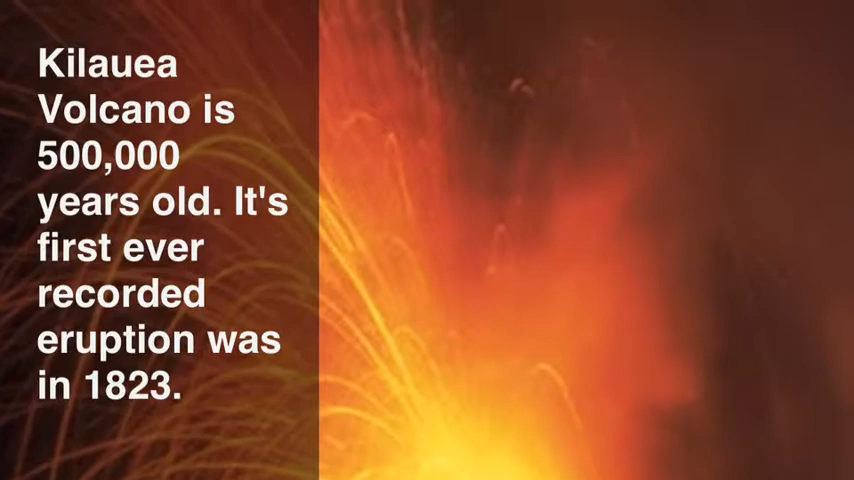 Kilauea
Volcano is
500,000
years old. It's
first ever
recorded
eruption was
in 1823.